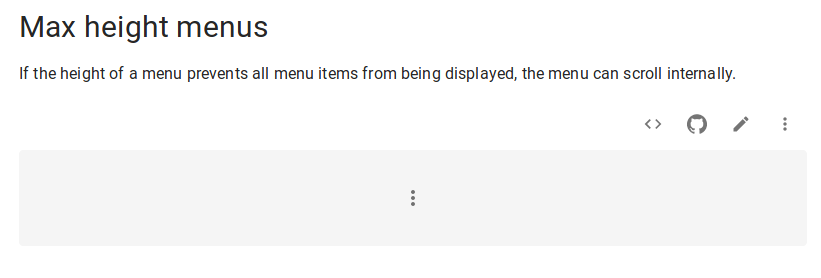 Max height menus
If the height of a menu prevents all menu items from being displayed, the menu can scroll internally.